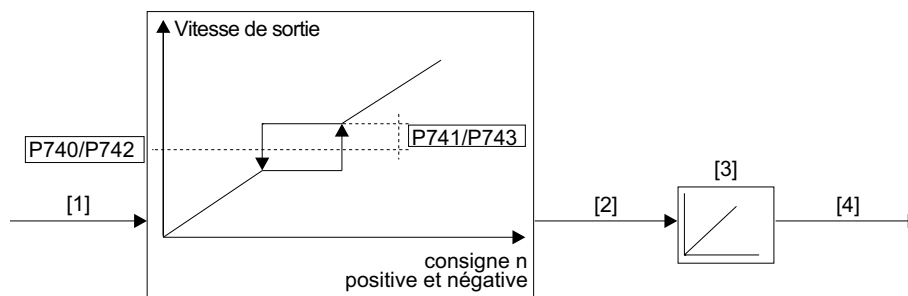 Vitesse de sortie
P740/P742
P741/P743
[1]
[2]
[3]
[4]
consigne n
positive et négative